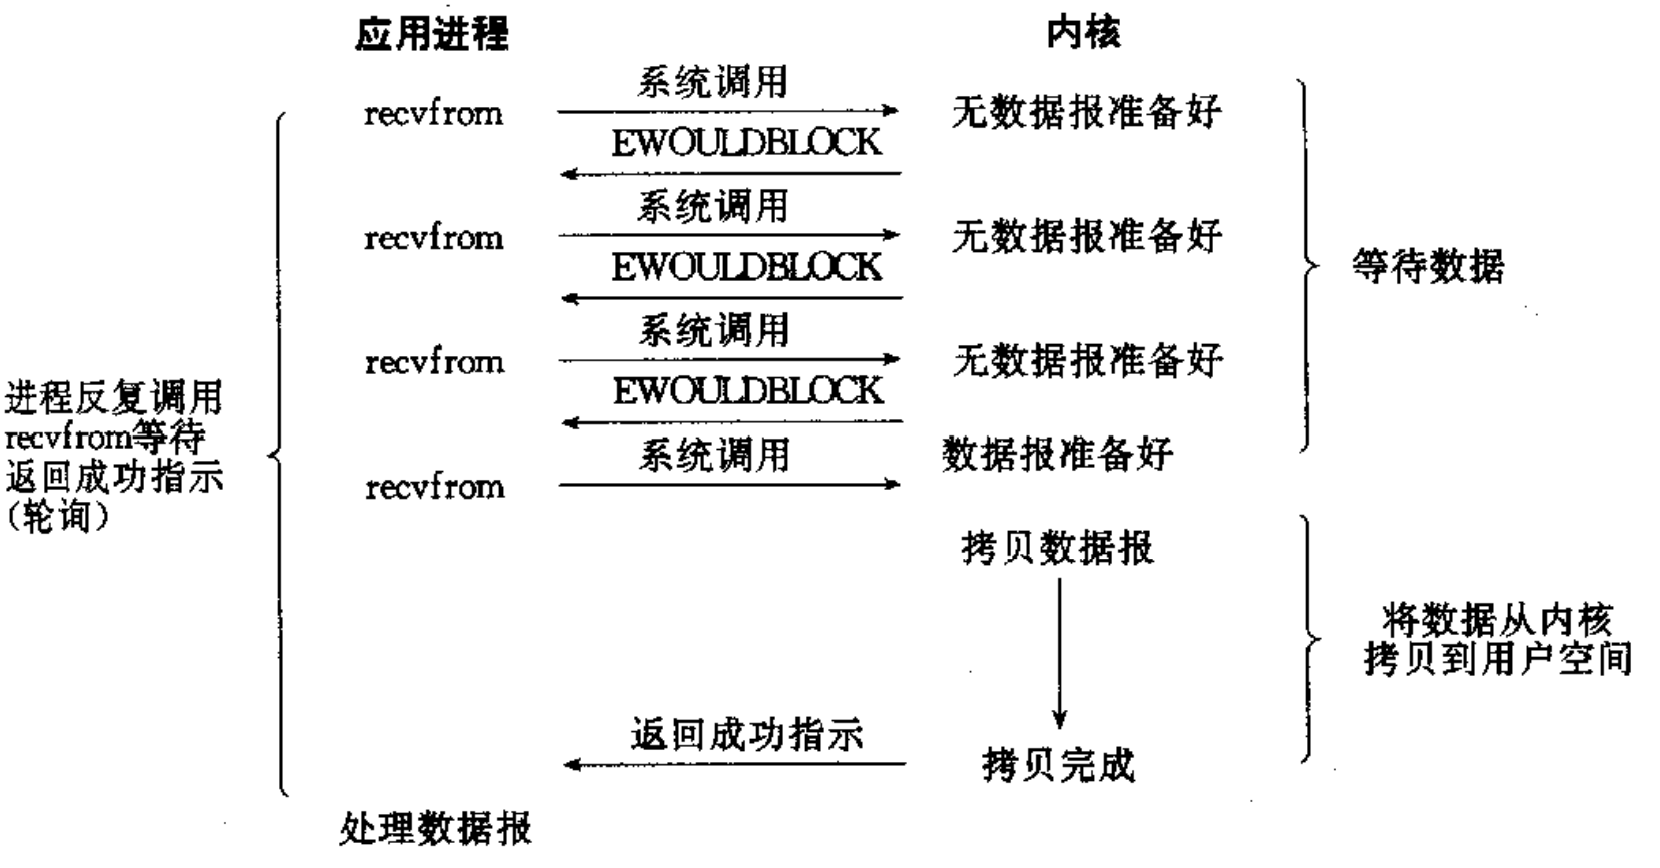 应用进程
内核
系统调用
recvfrom
无数据报准备好
EWOULDBLOCK
系统调用
recvfrom
无数据报准备好
EWOULDBLOCK
等待数据
系统调用
recvfrom
无数据报准备好
EWOULDBLOCK
进程反复调用
recvfrom等待
返回成功指示
(轮询)
系统调用
recvfrom
数据报准备好
拷贝数据报
将数据从内核
拷贝到用户空间
返回成功指示
拷贝完成
处理数据报